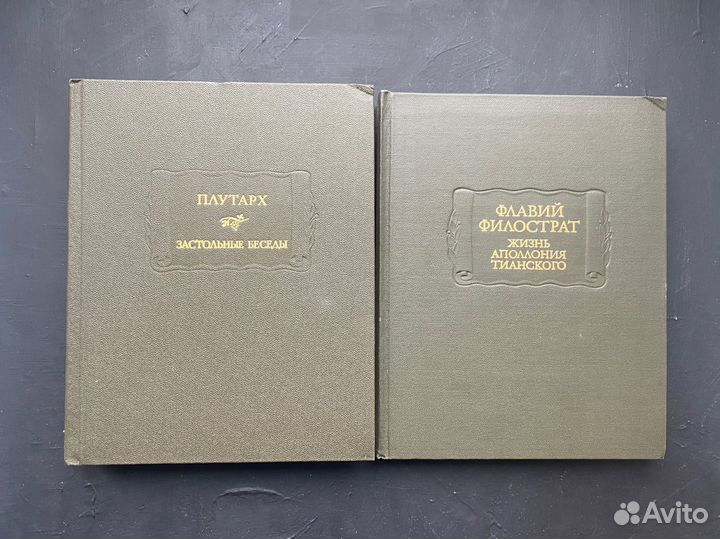 ПЛУТАРХ
ЗАСТОЛЬНЫЕ БЕСЕДЫ
ФЛАВИЙ
ФИЛОСТРАТ
ЖИЗНЬ
АПОЛЛОНИЯ
ТИАНСКОГО
Avito